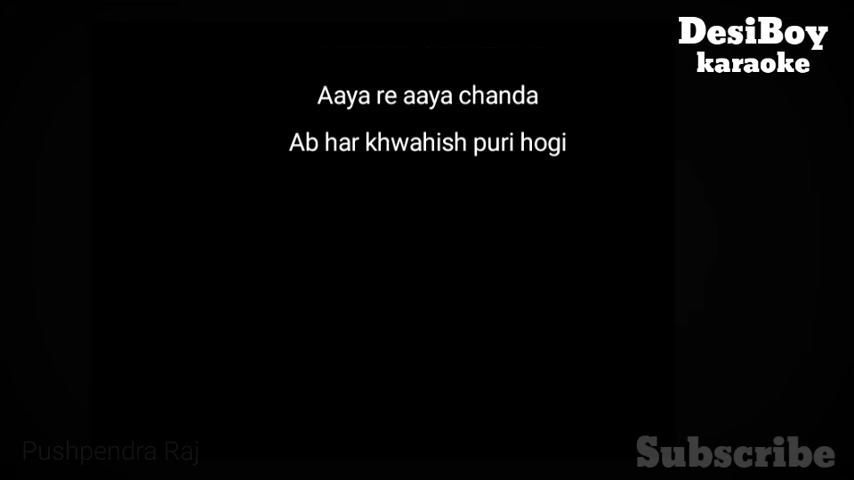 DesiBoy
karaoke
Aaya re aaya chanda
Ab har khwahish puri hogi
Pushpendra Raj
Subscribe